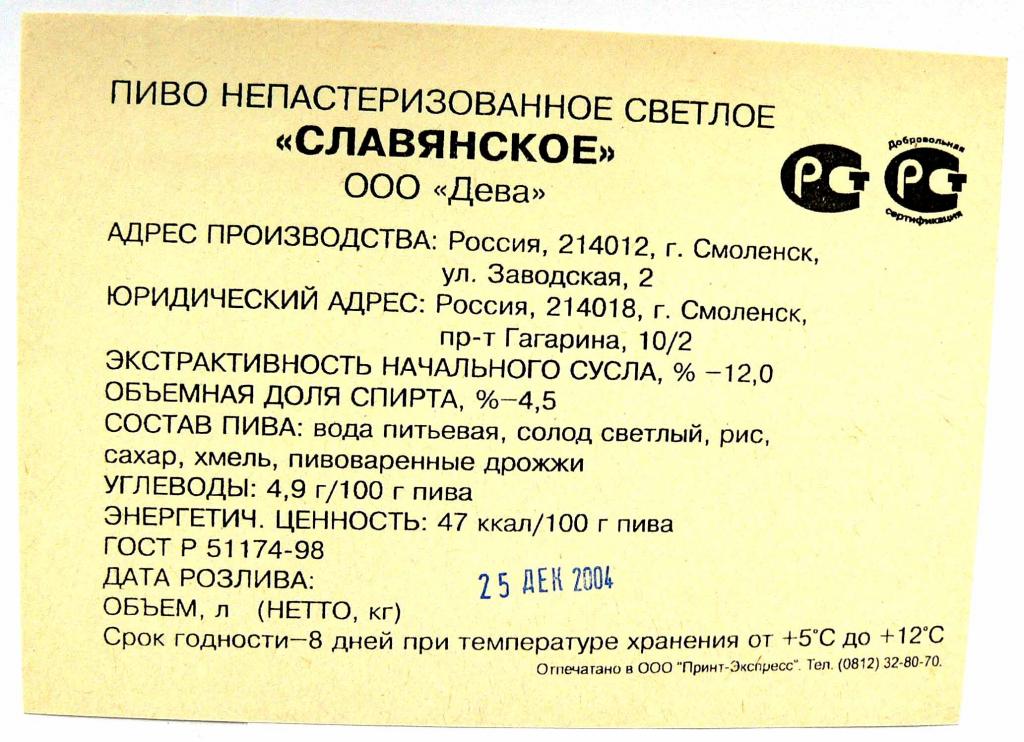 ПИВО НЕПАСТЕРИЗОВАННОЕ СВЕТЛОЕ
«СЛАВЯНСКОЕ»
ООО «Дева»
РСТ
Добровольная
РСТ
сертификация
АДРЕС ПРОИЗВОДСТВА: Россия, 214012, г. Смоленск,
ул. Заводская, 2
ЮРИДИЧЕСКИЙ АДРЕС: Россия, 214018, г. Смоленск,
пр-т Гагарина, 10/2
ЭКСТРАКТИВНОСТЬ НАЧАЛЬНОГО СУСЛА, % –12,0
ОБЪЕМНАЯ ДОЛЯ СПИРТА, %–4,5
СОСТАВ ПИВА: вода питьевая, солод светлый, рис,
сахар, хмель, пивоваренные дрожжи
УГЛЕВОДЫ: 4,9 г/100 г пива
ЭНЕРГЕТИЧ. ЦЕННОСТЬ: 47 ккал/100 г пива
ГОСТ Р 51174-98
ДАТА РОЗЛИВА: 25 ДЕК 2004
ОБЪЕМ, л (НЕТТО, кг)
Срок годности–8 дней при температуре хранения от +5°С до +12°С
Отпечатано в ООО "Принт-Экспресс". Тел. (0812) 32-80-70.